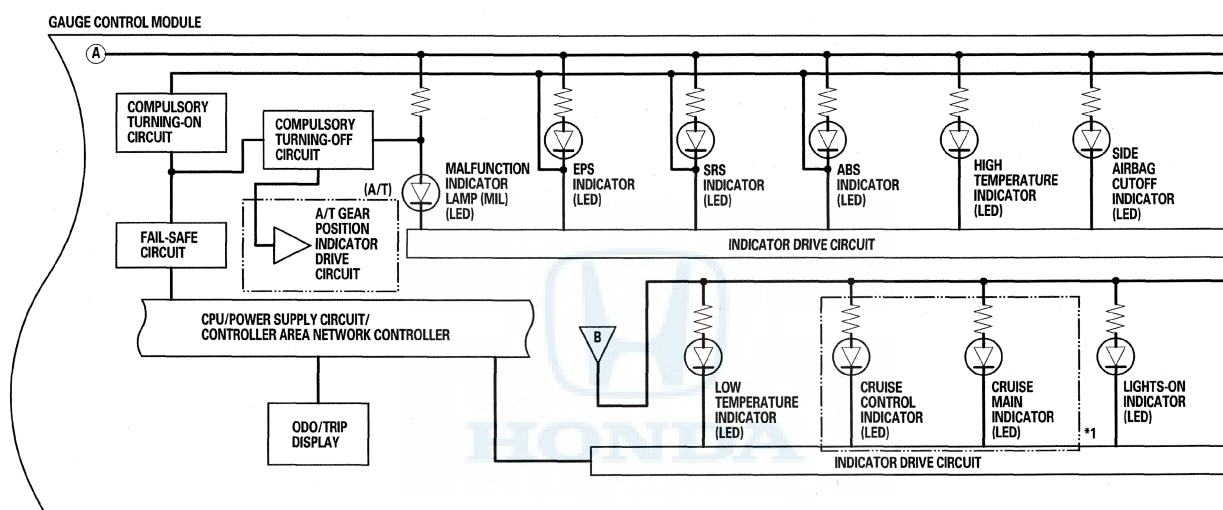 GAUGE CONTROL MODULE
A
COMPULSORY
TURNING-ON
CIRCUIT
COMPULSORY
TURNING-OFF
CIRCUIT
(A/T)
MALFUNCTION
INDICATOR
LAMP (MIL)
(LED)
EPS
INDICATOR
(LED)
SRS
INDICATOR
(LED)
ABS
INDICATOR
(LED)
HIGH
TEMPERATURE
INDICATOR
(LED)
SIDE
AIRBAG
CUTOFF
INDICATOR
(LED)
FAIL-SAFE
CIRCUIT
A/T GEAR
POSITION
INDICATOR
DRIVE
CIRCUIT
INDICATOR DRIVE CIRCUIT
CPU/POWER SUPPLY CIRCUIT/
CONTROLLER AREA NETWORK CONTROLLER
B
LOW
TEMPERATURE
INDICATOR
(LED)
CRUISE
CONTROL
INDICATOR
(LED)
CRUISE
MAIN
INDICATOR
(LED)
*1
LIGHTS-ON
INDICATOR
(LED)
ODO/TRIP
DISPLAY
HONDA
INDICATOR DRIVE CIRCUIT